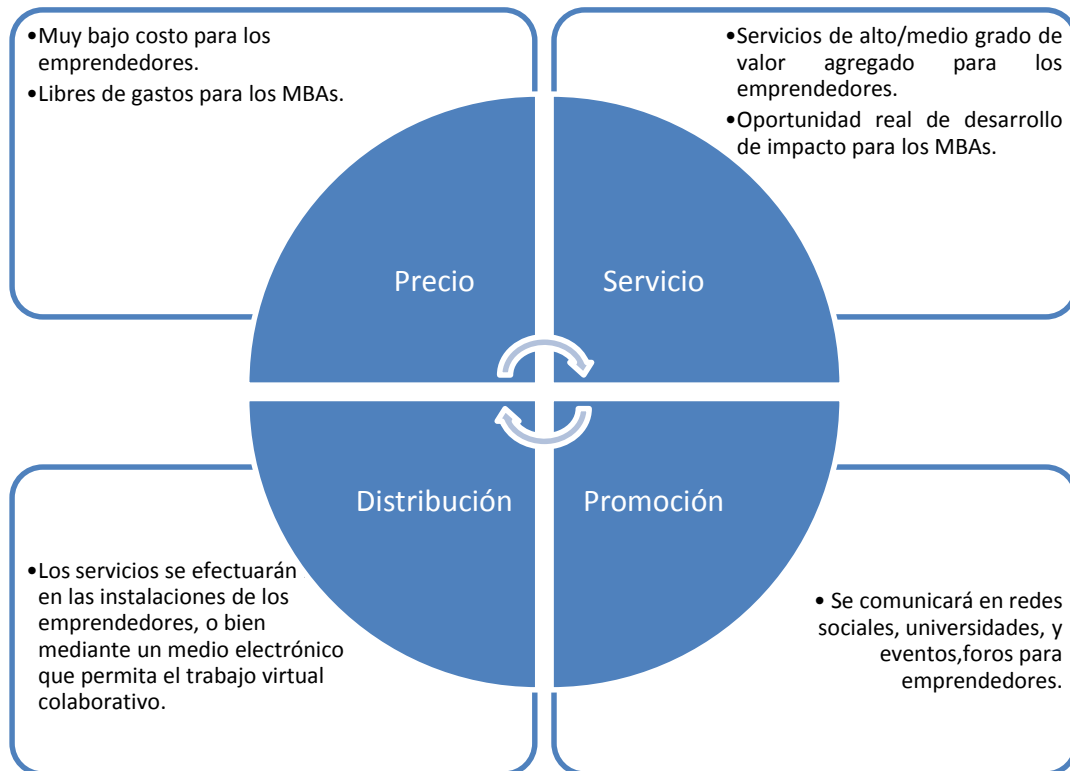 •Muy bajo costo para los
emprendedores.
•Libres de gastos para los MBAs.
•Servicios de alto/medio grado de
valor agregado para los
emprendedores.
•Oportunidad real de desarrollo
de impacto para los MBAs.
Precio
Servicio
Distribución
Promoción
•Los servicios se efectuarán
en las instalaciones de los
emprendedores, o bien
mediante un medio electrónico
que permita el trabajo virtual
colaborativo.
• Se comunicará en redes
sociales, universidades, y
eventos,foros para
emprendedores.